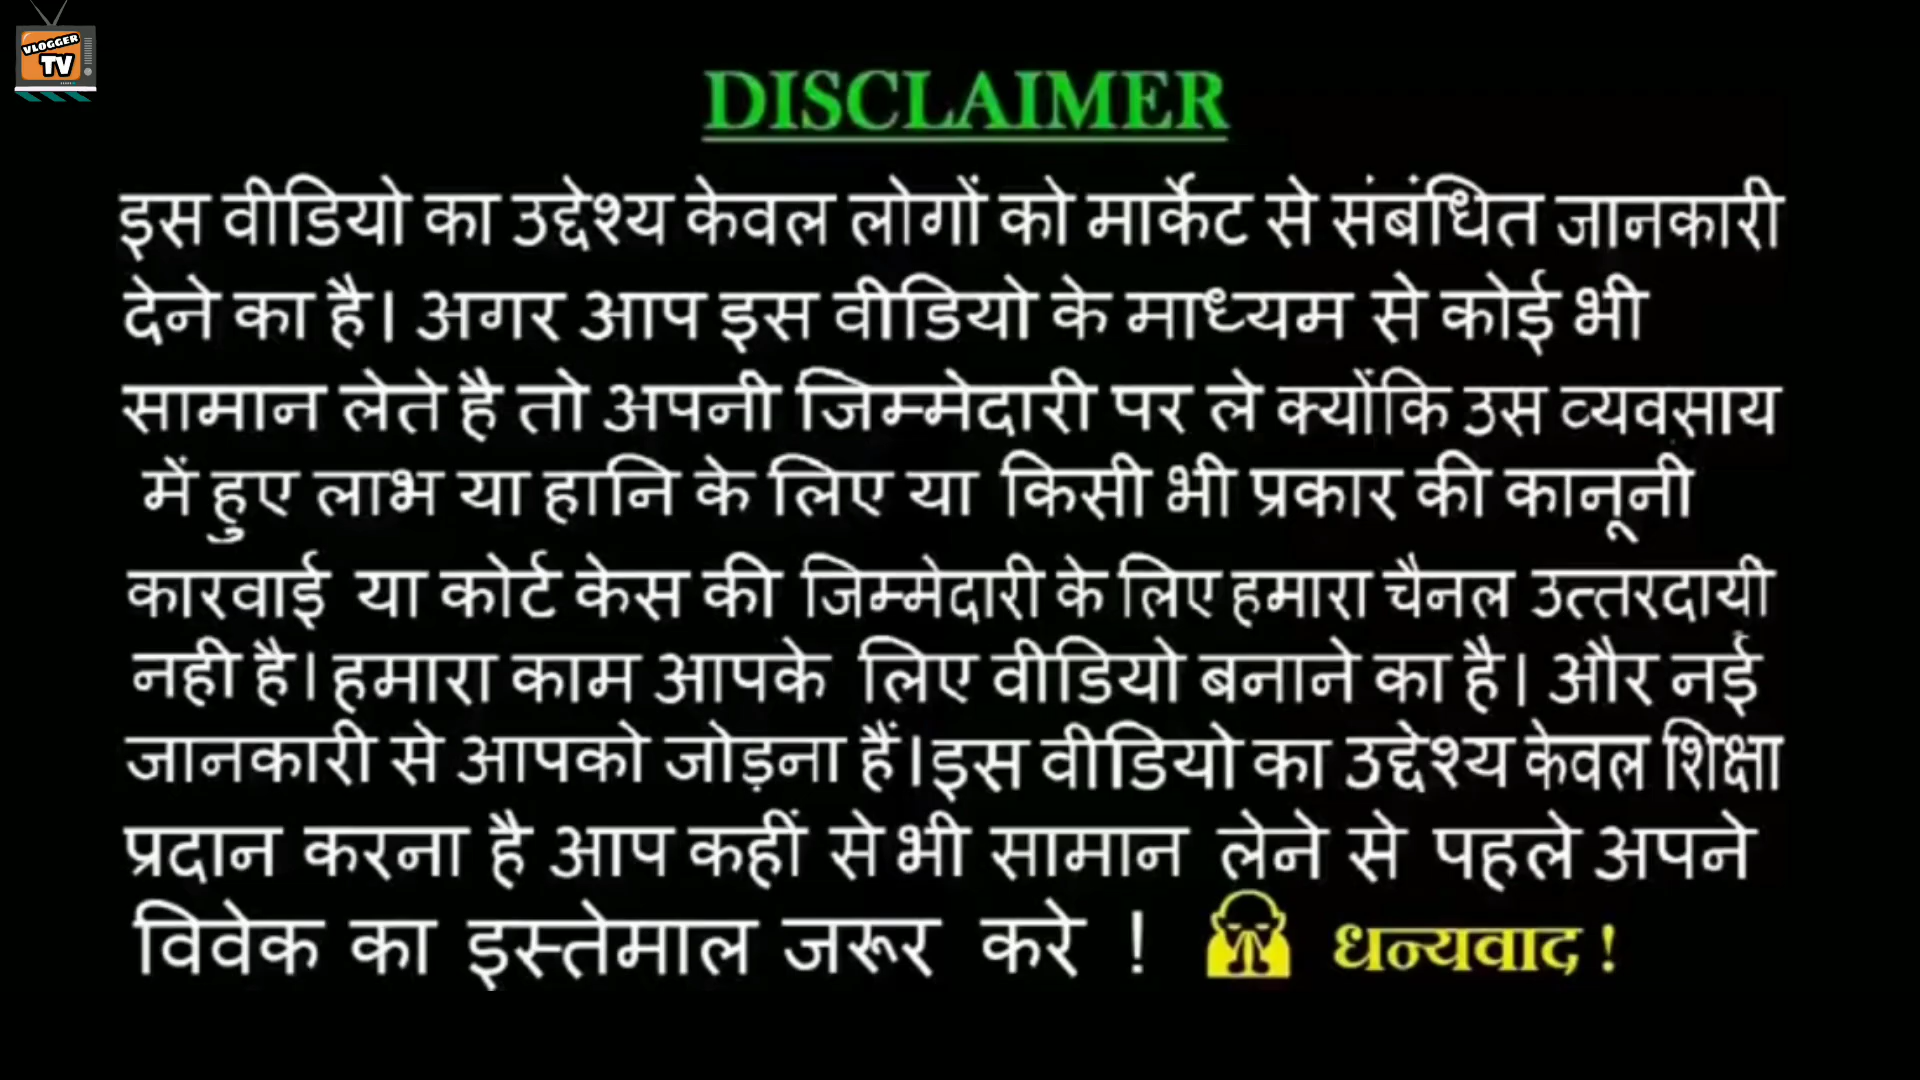 VLOGGER
TV
DISCLAIMER
इस वीडियो का उद्देश्य केवल लोगों को मार्केट से संबंधित जानकारी
देने का है। अगर आप इस वीडियो के माध्यम से कोई भी
सामान लेते है तो अपनी जिम्मेदारी पर ले क्योंकि उस व्यवसाय
में हुए लाभ या हानि के लिए या किसी भी प्रकार की कानूनी
कारवाई या कोर्ट केस की जिम्मेदारी के लिए हमारा चैनल उत्तरदायी
नही है। हमारा काम आपके लिए वीडियो बनाने का है। और नई
जानकारी से आपको जोड़ना हैं। इस वीडियो का उद्देश्य केवल शिक्षा
प्रदान करना है आप कहीं से भी सामान लेने से पहले अपने
विवेक का इस्तेमाल जरूर करे ! धन्यवाद !